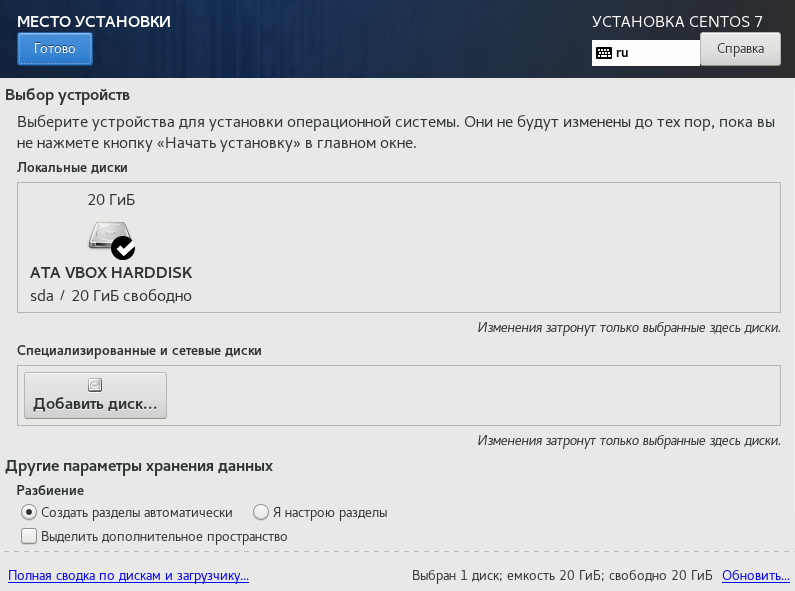 МЕСТО УСТАНОВКИ
УСТАНОВКА CENTOS 7
Готово
ru
Справка
Выбор устройств
Выберите устройства для установки операционной системы. Они не будут изменены до тех пор, пока вы
не нажмете кнопку «Начать установку» в главном окне.
Локальные диски
20 ГиБ
ATA VBOX HARDDISK
sda / 20 ГиБ свободно
Изменения затронут только выбранные здесь диски.
Специализированные и сетевые диски
Добавить диск...
Изменения затронут только выбранные здесь диски.
Другие параметры хранения данных
Разбиение
Создать разделы автоматически
Я настрою разделы
Выделить дополнительное пространство
Полная сводка по дискам и загрузчику...
Выбран 1 диск; емкость 20 ГиБ; свободно 20 ГиБ
Обновить...